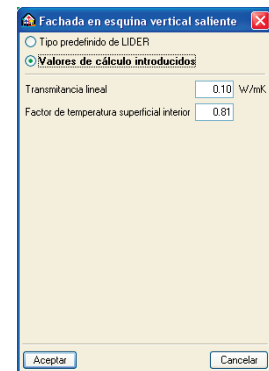 Fachada en esquina vertical saliente
Tipo predefinido de LIDER
Valores de cálculo introducidos
Transmitancia lineal 0.10 W/mK
Factor de temperatura superficial interior 0.81
Aceptar Cancelar